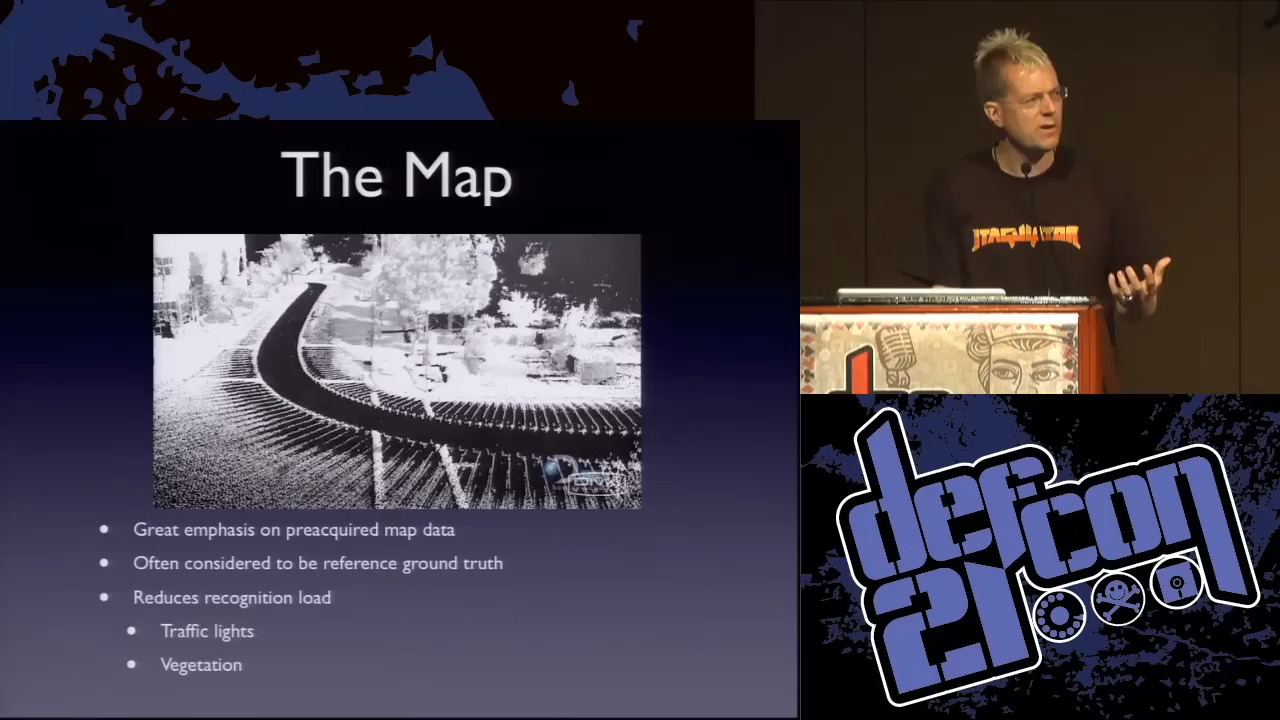 The Map
Great emphasis on preacquired map data
Often considered to be reference ground truth
Reduces recognition load
Traffic lights
Vegetation
JTAGULATOR
defcon
21